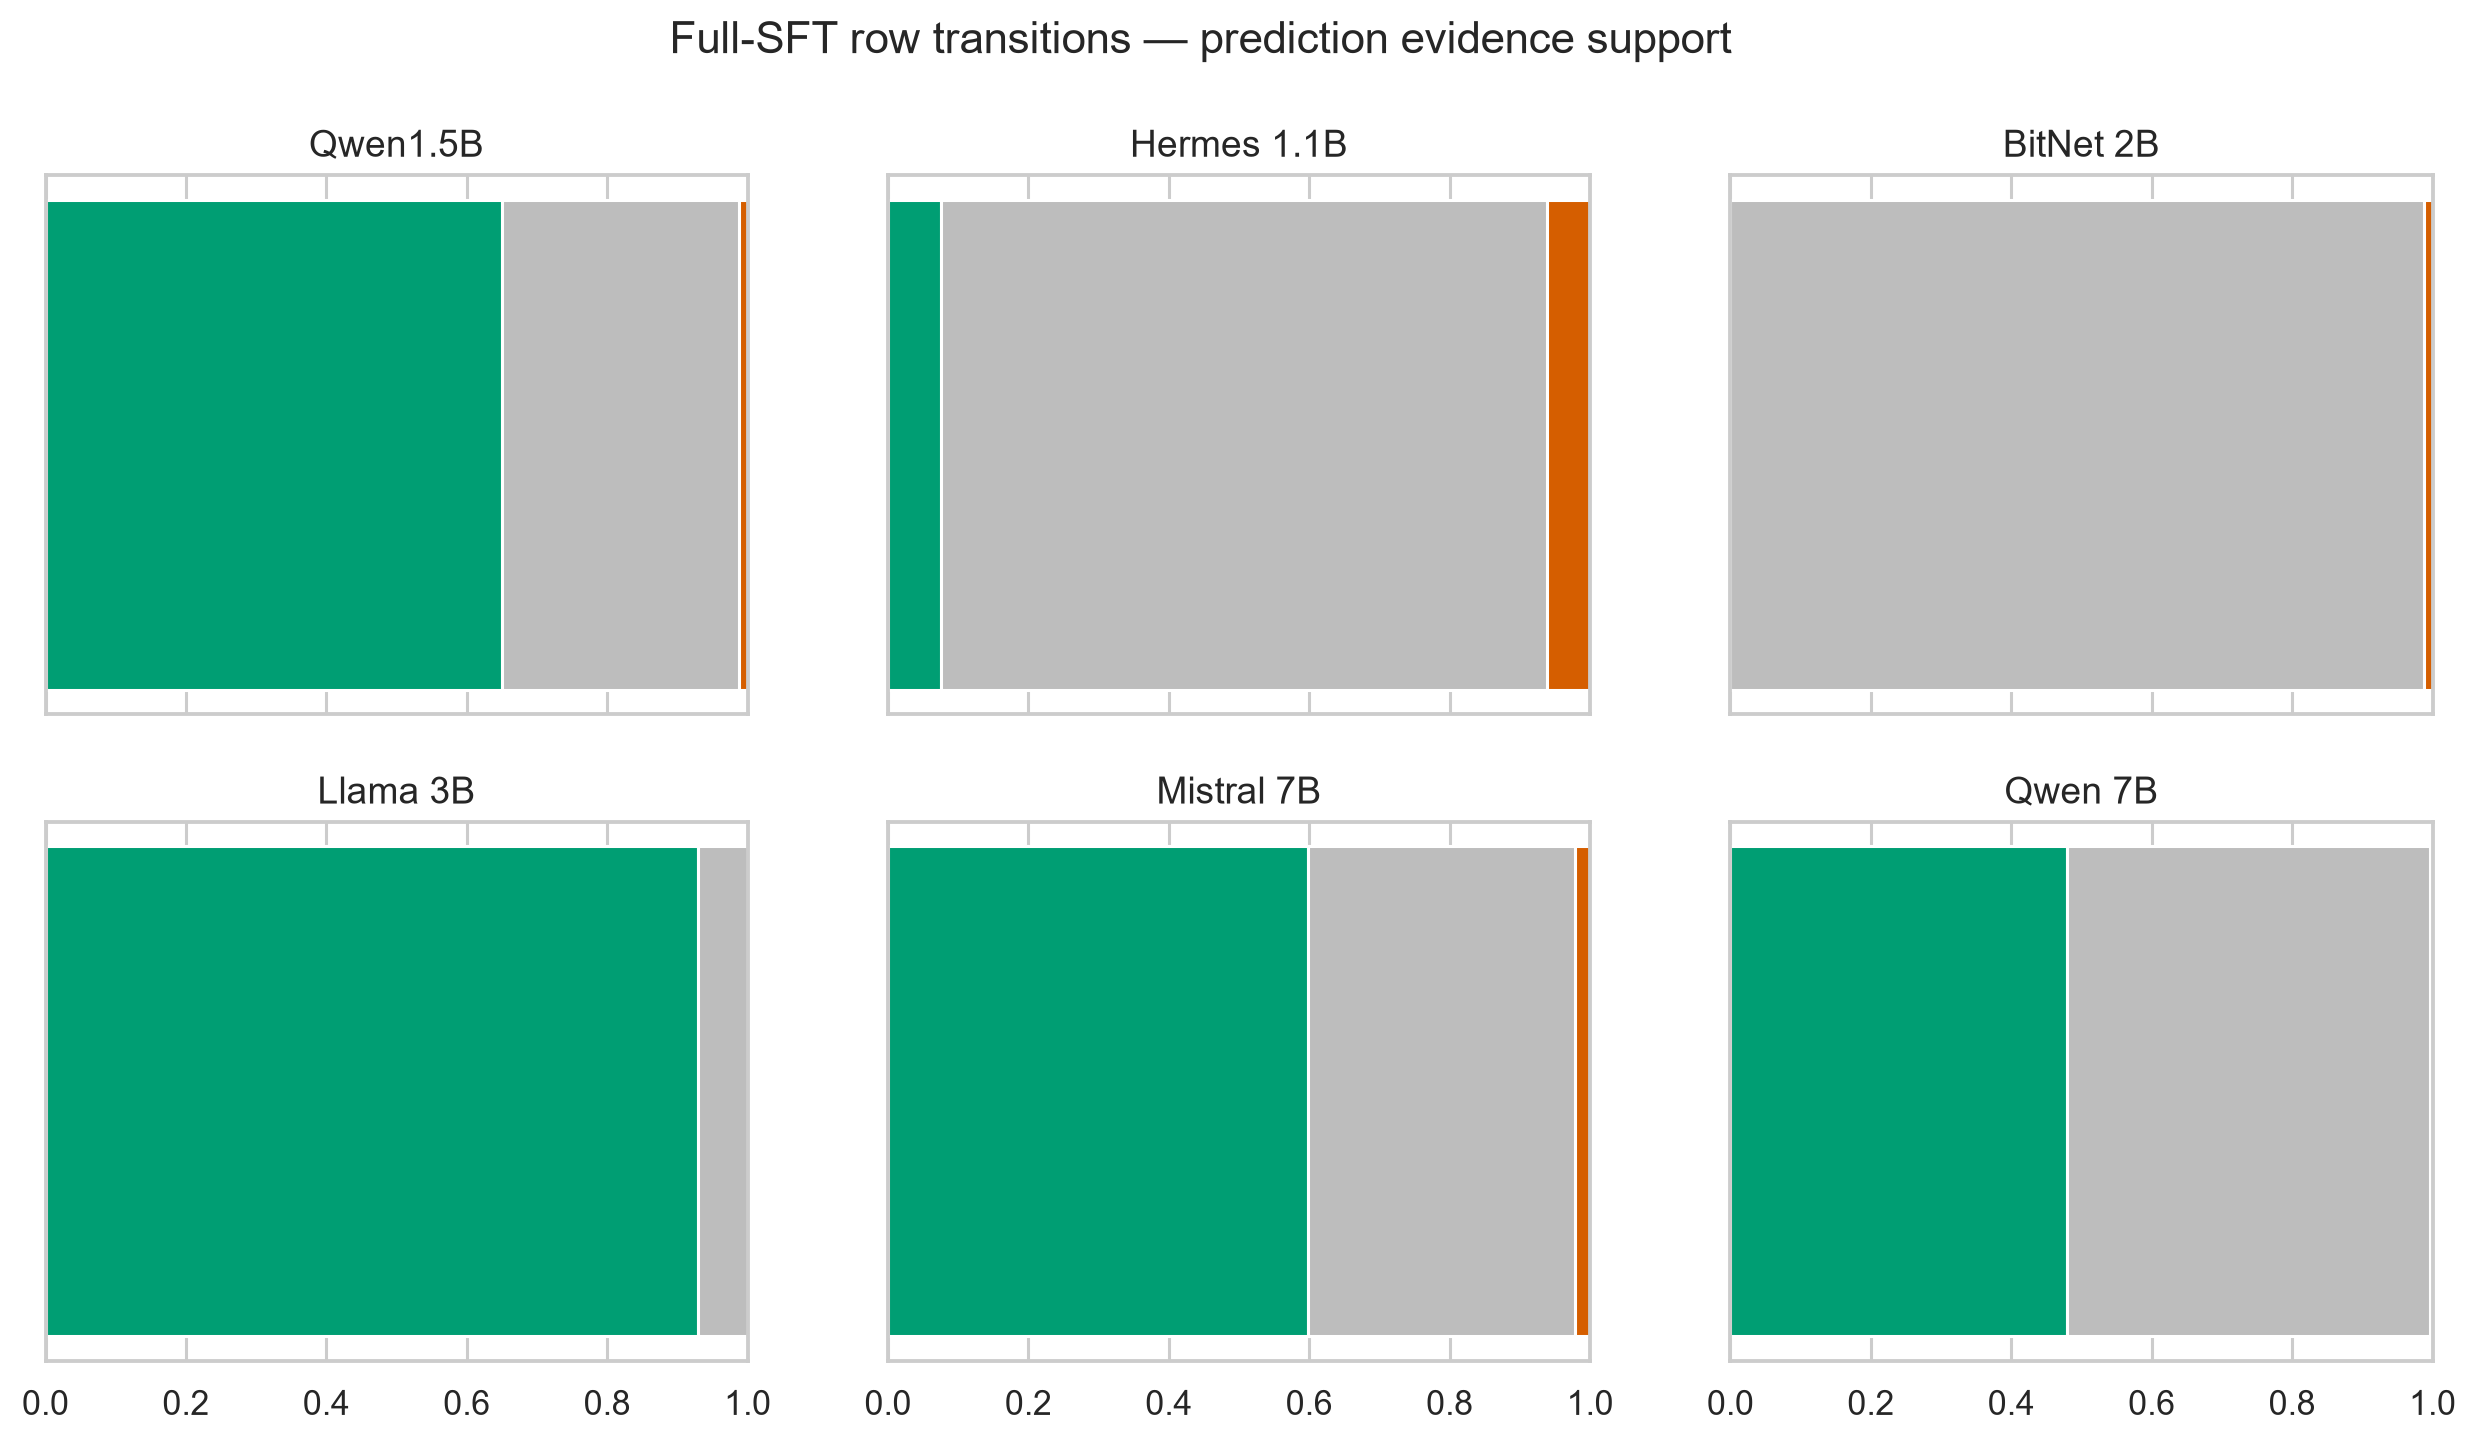 Full-SFT row transitions — prediction evidence support
Qwen1.5B
Hermes 1.1B
BitNet 2B
Llama 3B
Mistral 7B
Qwen 7B
0.0 0.2 0.4 0.6 0.8 1.0
0.0 0.2 0.4 0.6 0.8 1.0
0.0 0.2 0.4 0.6 0.8 1.0